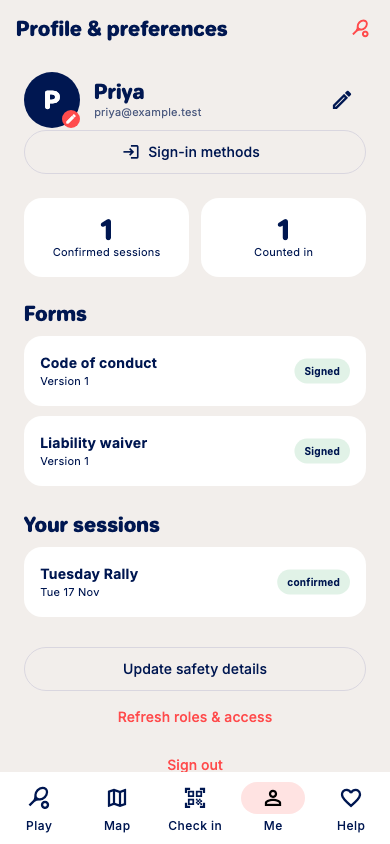 Profile & preferences
P
Priya
priya@example.test
Sign-in methods
1
Confirmed sessions
1
Counted in
Forms
Code of conduct
Version 1
Signed
Liability waiver
Version 1
Signed
Your sessions
Tuesday Rally
Tue 17 Nov
confirmed
Update safety details
Refresh roles & access
Sign out
Play
Map
Check in
Me
Help